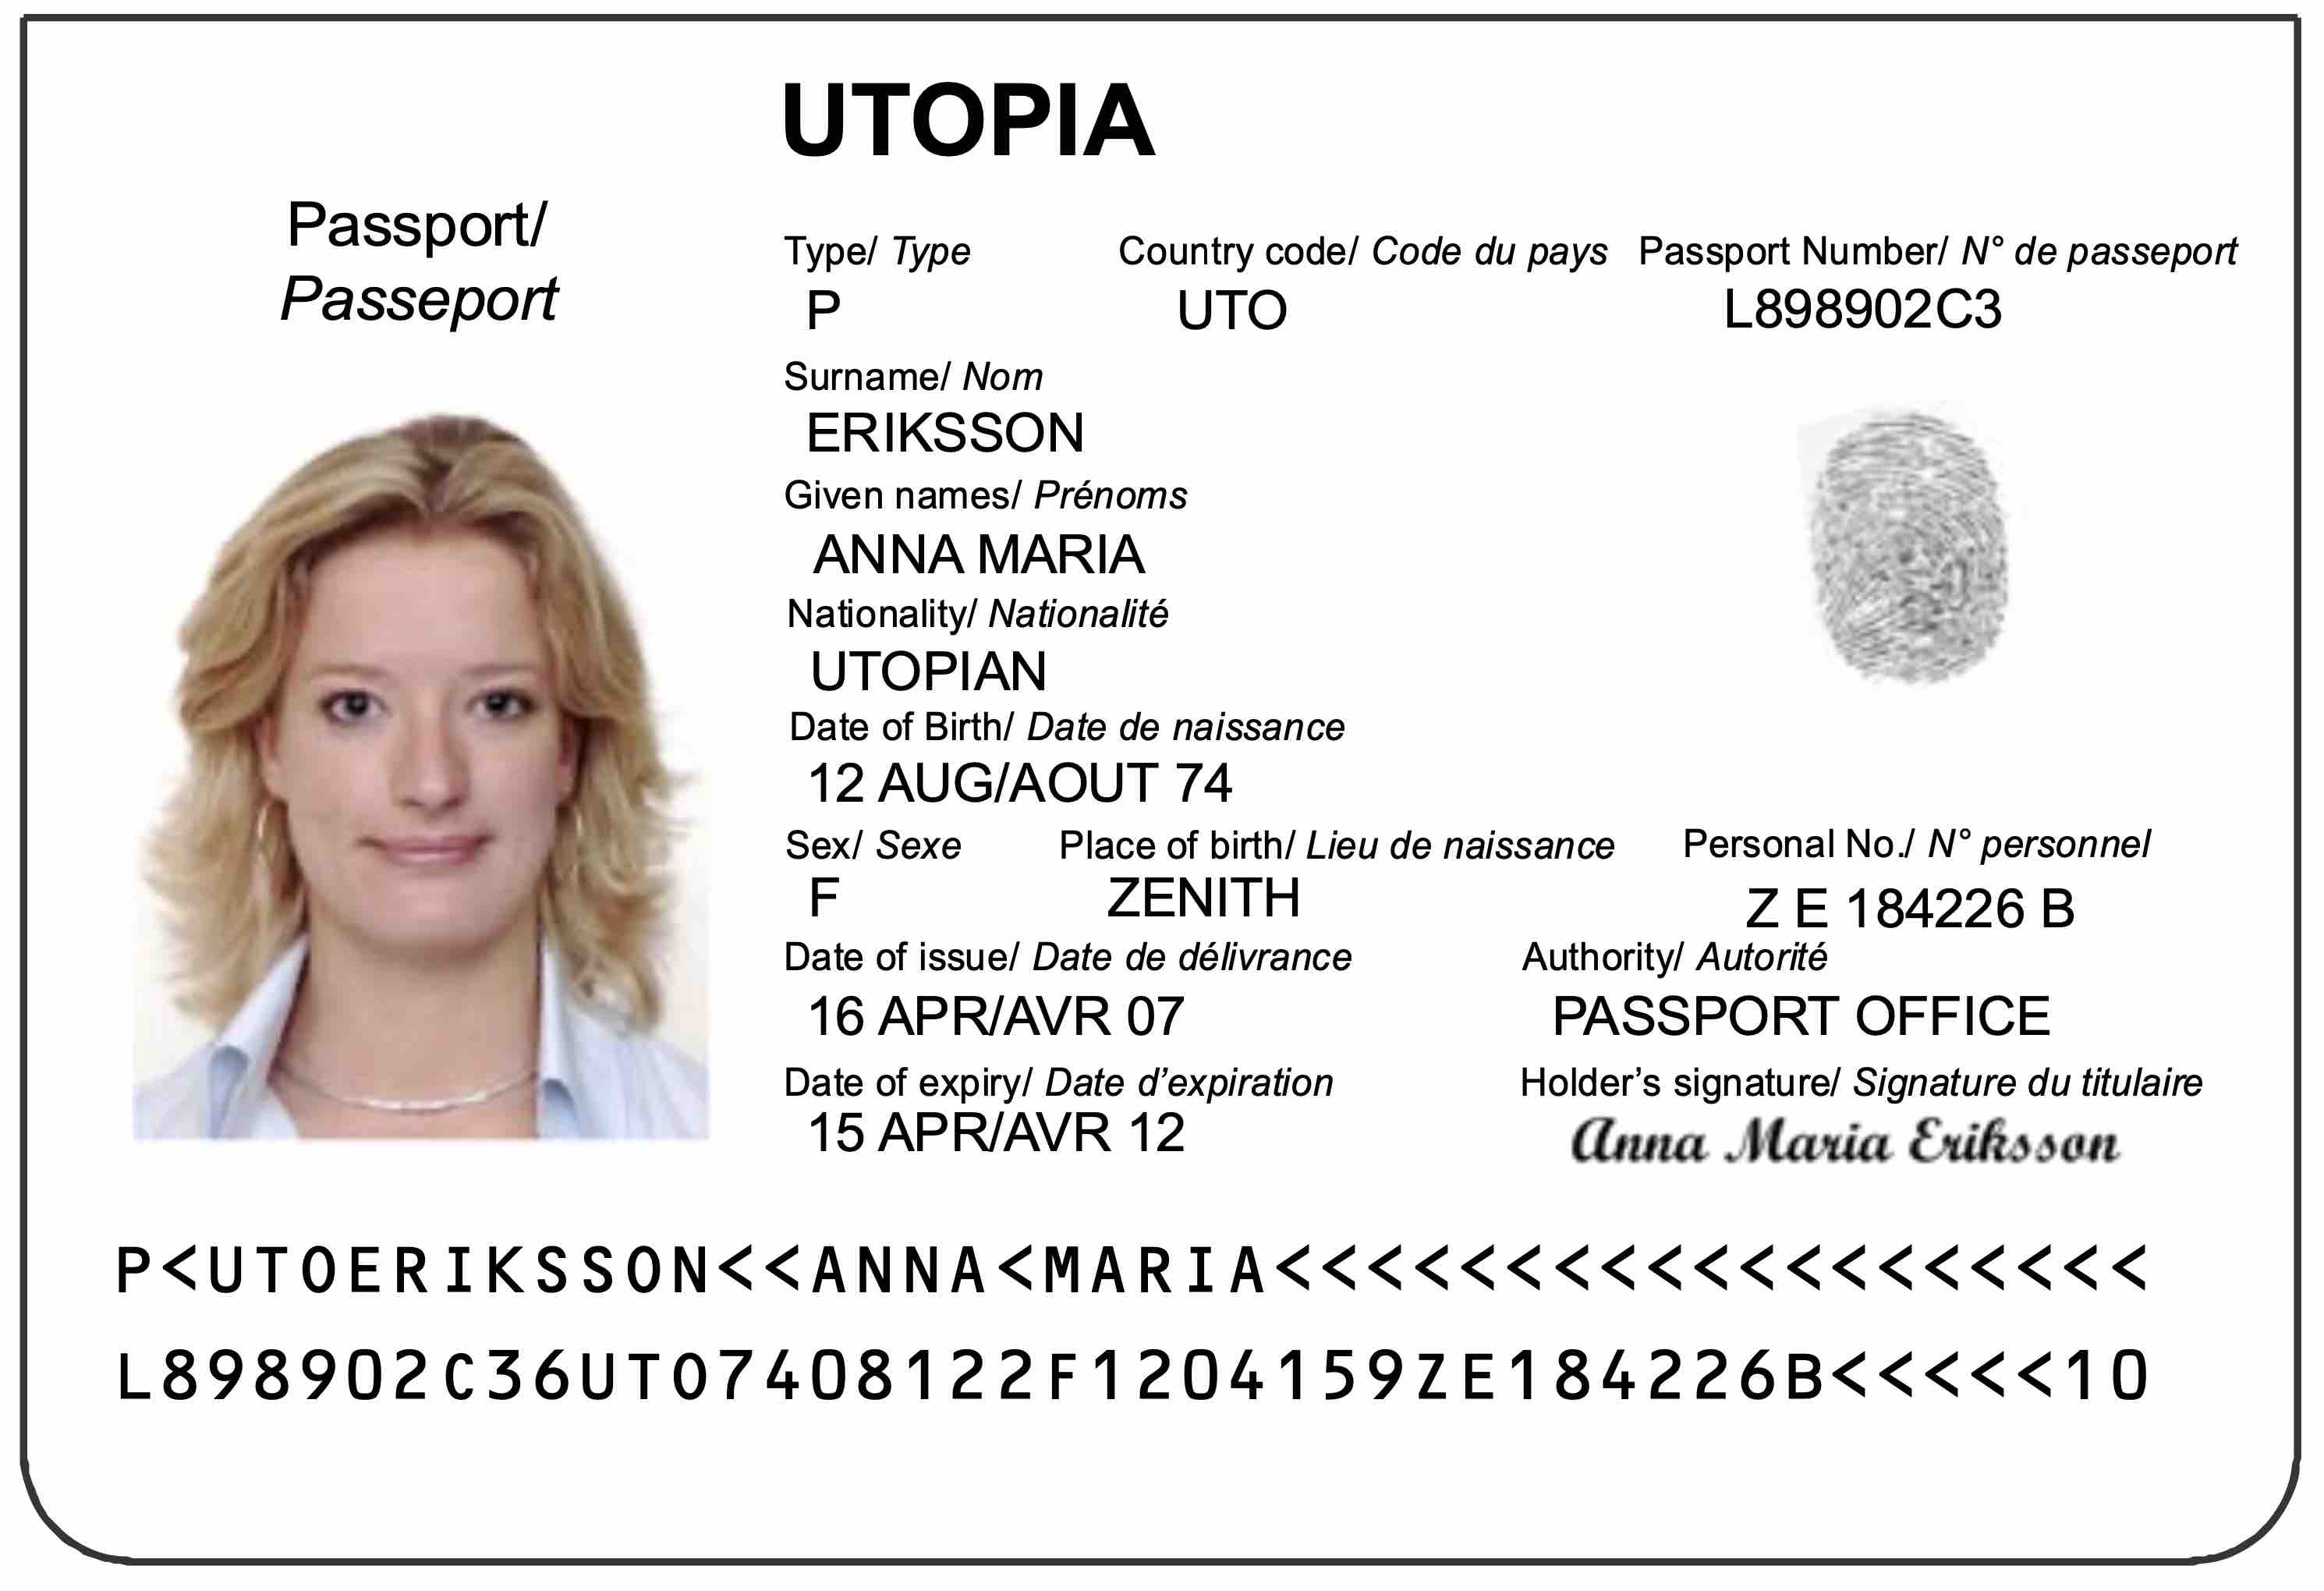 UTOPIA
Passport/
Passeport
Type/ Type Country code/ Code du pays Passport Number/ N° de passeport
P UTO L898902C3
Surname/ Nom
ERIKSSON
Given names/ Prénoms
ANNA MARIA
Nationality/ Nationalité
UTOPIAN
Date of Birth/ Date de naissance
12 AUG/AOUT 74
Sex/ Sexe Place of birth/ Lieu de naissance Personal No./ N° personnel
F ZENITH Z E 184226 B
Date of issue/ Date de délivrance Authority/ Autorité
16 APR/AVR 07 PASSPORT OFFICE
Date of expiry/ Date d’expiration Holder’s signature/ Signature du titulaire
15 APR/AVR 12 Anna Maria Eriksson
P<UTOERIKSSON<<ANNA<MARIA<<<<<<<<<<<<<<<<<<<
L898902C36UTO7408122F1204159ZE184226B<<<<<10